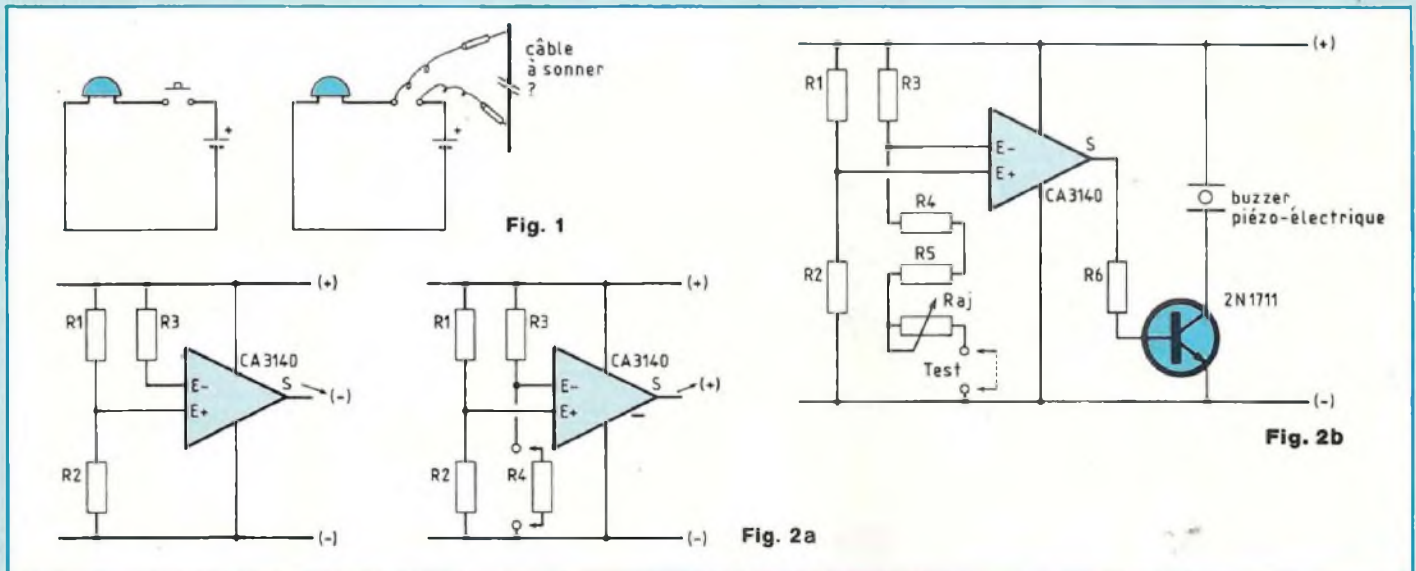 câble
à sonner
?
+
+
Fig. 1
(+)
R1
R3
CA3140
S
(-)
E-
E+
R2
(-)
(+)
R1
R3
CA3140
S
(+)
E-
E+
R2
R4
(-)
Fig. 2a
(+)
R1
R3
E-
E+
S
CA3140
buzzer
piézo-électrique
R4
R5
R2
Raj
R6
2N1711
Test
(-)
Fig. 2b